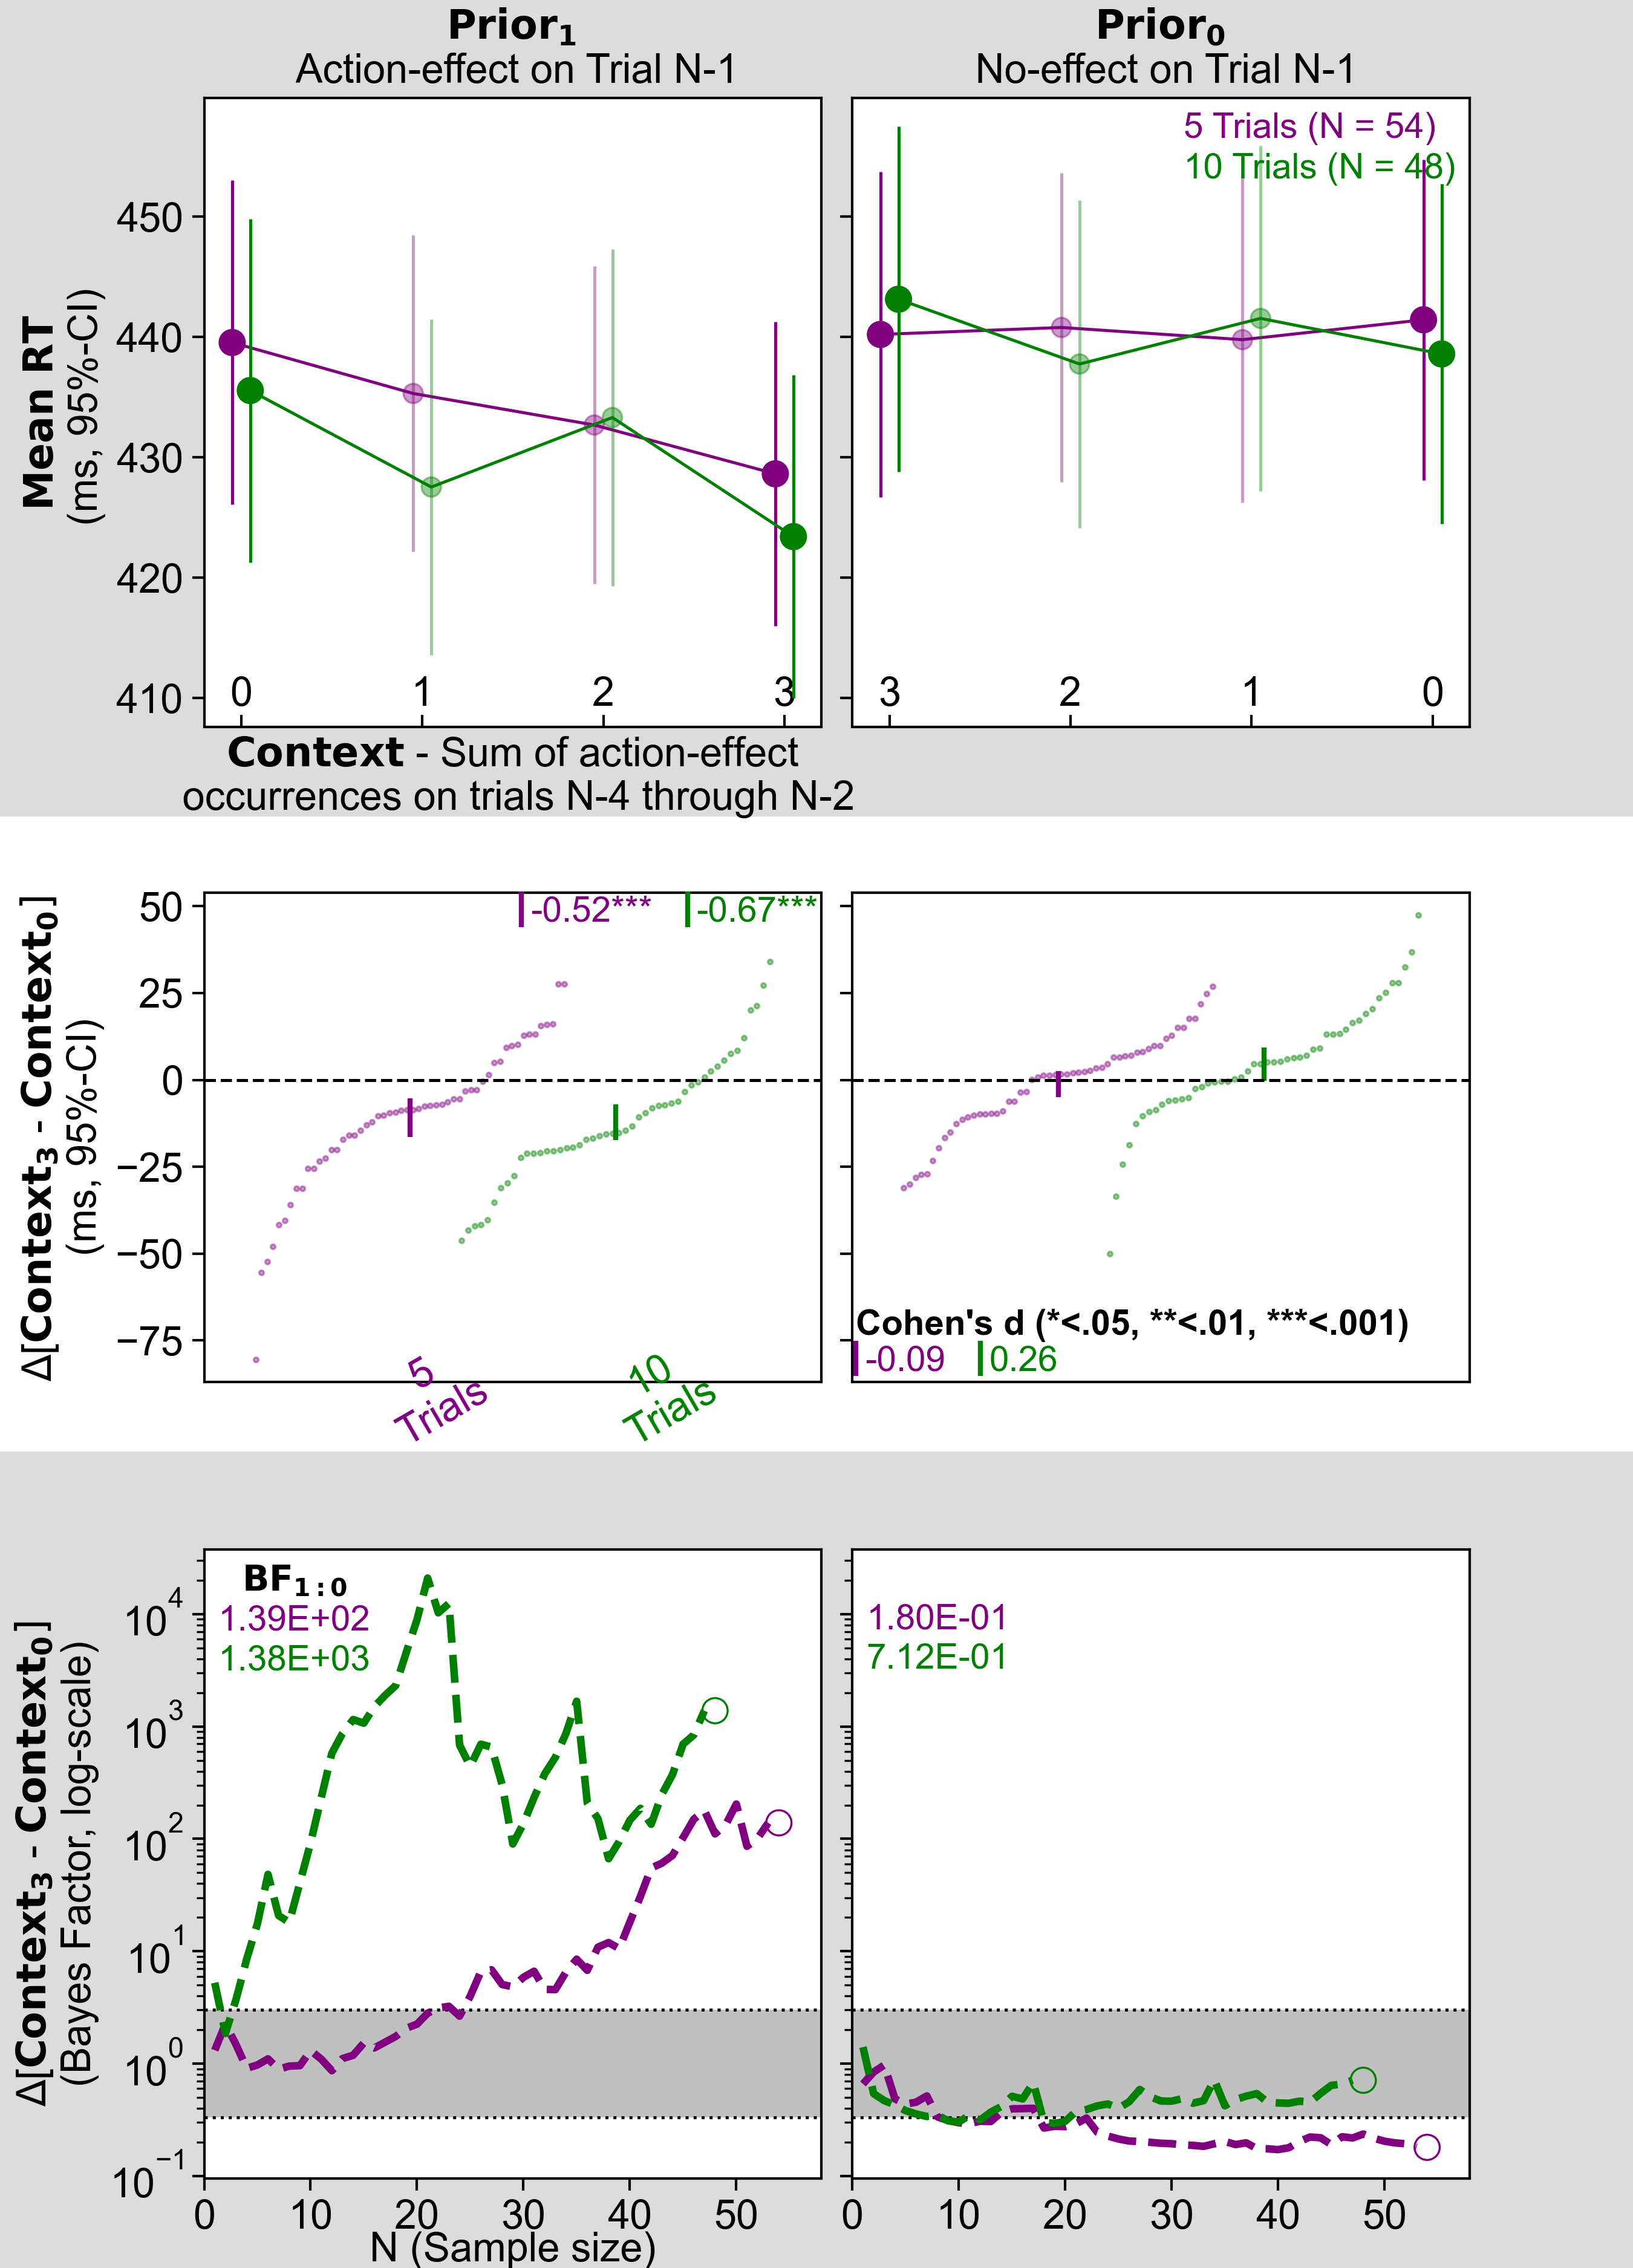 Prior1
Action-effect on Trial N-1
Prior0
No-effect on Trial N-1
Mean RT
(ms, 95%-CI)
450
440
430
420
410
5 Trials (N = 54)
10 Trials (N = 48)
0 1 2 3
3 2 1 0
Context - Sum of action-effect
occurrences on trials N-4 through N-2
Δ[Context3 - Context0]
(ms, 95%-CI)
50
25
0
−25
−50
−75
-0.52*** -0.67***
Cohen's d (*<.05, **<.01, ***<.001)
-0.09 0.26
5
Trials
10
Trials
Δ[Context3 - Context0]
(Bayes Factor, log-scale)
10^4
10^3
10^2
10^1
10^0
10^−1
BF1:0
1.39E+02
1.38E+03
1.80E-01
7.12E-01
0 10 20 30 40 50
0 10 20 30 40 50
N (Sample size)